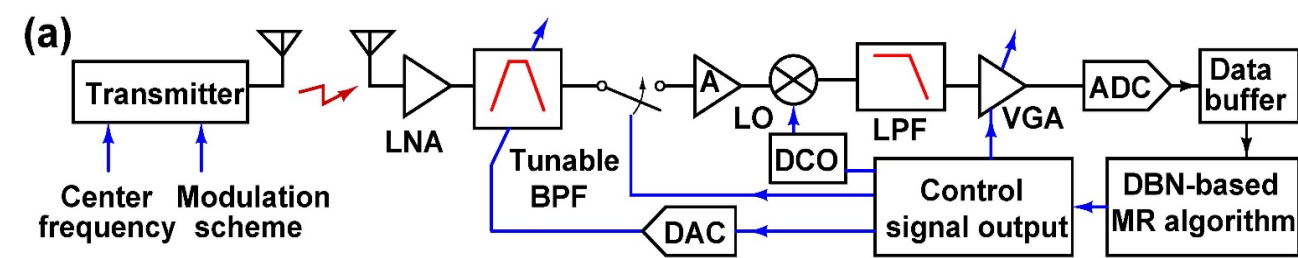 (a)
Transmitter
Center
frequency
Modulation
scheme
LNA
Tunable
BPF
A
LO
DCO
LPF
VGA
ADC
Data
buffer
DAC
Control
signal output
DBN-based
MR algorithm